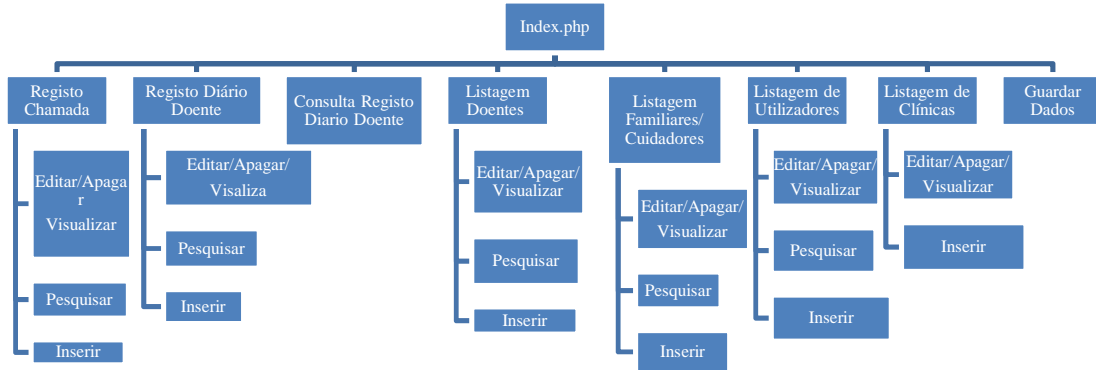 Index.php
Registo
Chamada
Editar/Apaga
r
Visualizar
Pesquisar
Inserir
Registo Diário
Doente
Editar/Apagar/
Visaliza
Pesquisar
Inserir
Consulta Registo
Diario Doente
Listagem
Doentes
Editar/Apagar/
Visualizar
Pesquisar
Inserir
Listagem
Familiares/
Cuidadores
Editar/Apagar/
Visualizar
Pesquisar
Inserir
Listagem de
Utilizadores
Editar/Apagar/
Visualizar
Pesquisar
Inserir
Listagem de
Clínicas
Editar/Apagar/
Visualizar
Inserir
Guardar
Dados